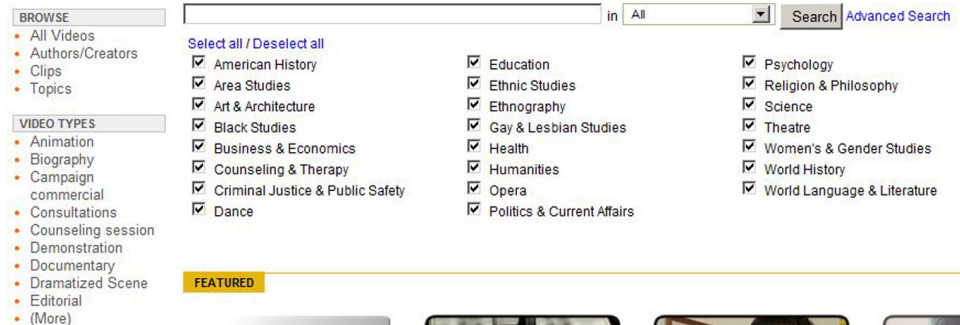 in All Search Advanced Search
Select all / Deselect all
BROWSE
All Videos
Authors/Creators
Clips
Topics
VIDEO TYPES
Animation
Biography
Campaign
commercial
Consultations
Counseling session
Demonstration
Documentary
Dramatized Scene
Editorial
(More)
American History
Area Studies
Art & Architecture
Black Studies
Business & Economics
Counseling & Therapy
Criminal Justice & Public Safety
Dance
Education
Ethnic Studies
Ethnography
Gay & Lesbian Studies
Health
Humanities
Opera
Politics & Current Affairs
Psychology
Religion & Philosophy
Science
Theatre
Women's & Gender Studies
World History
World Language & Literature
FEATURED